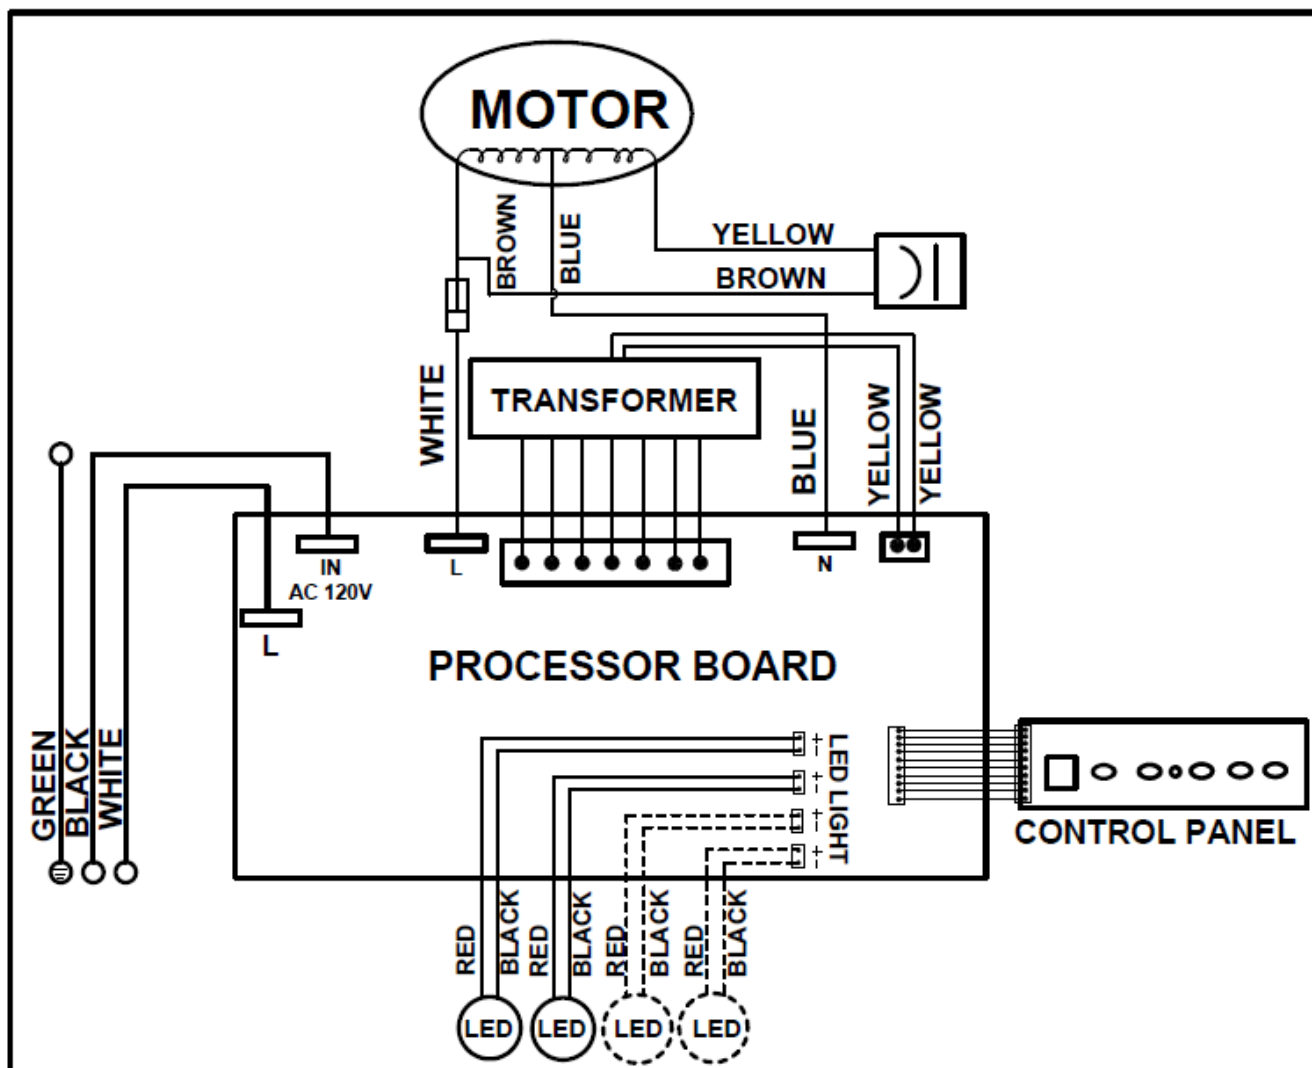 MOTOR
BROWN
BLUE
YELLOW
BROWN
WHITE
TRANSFORMER
BLUE
YELLOW
YELLOW
IN
AC 120V
L
L
N
PROCESSOR BOARD
GREEN
BLACK
WHITE
+
-
+
-
+
-
+
-
LED LIGHT
CONTROL PANEL
RED
BLACK
RED
BLACK
RED
BLACK
RED
BLACK
LED
LED
LED
LED